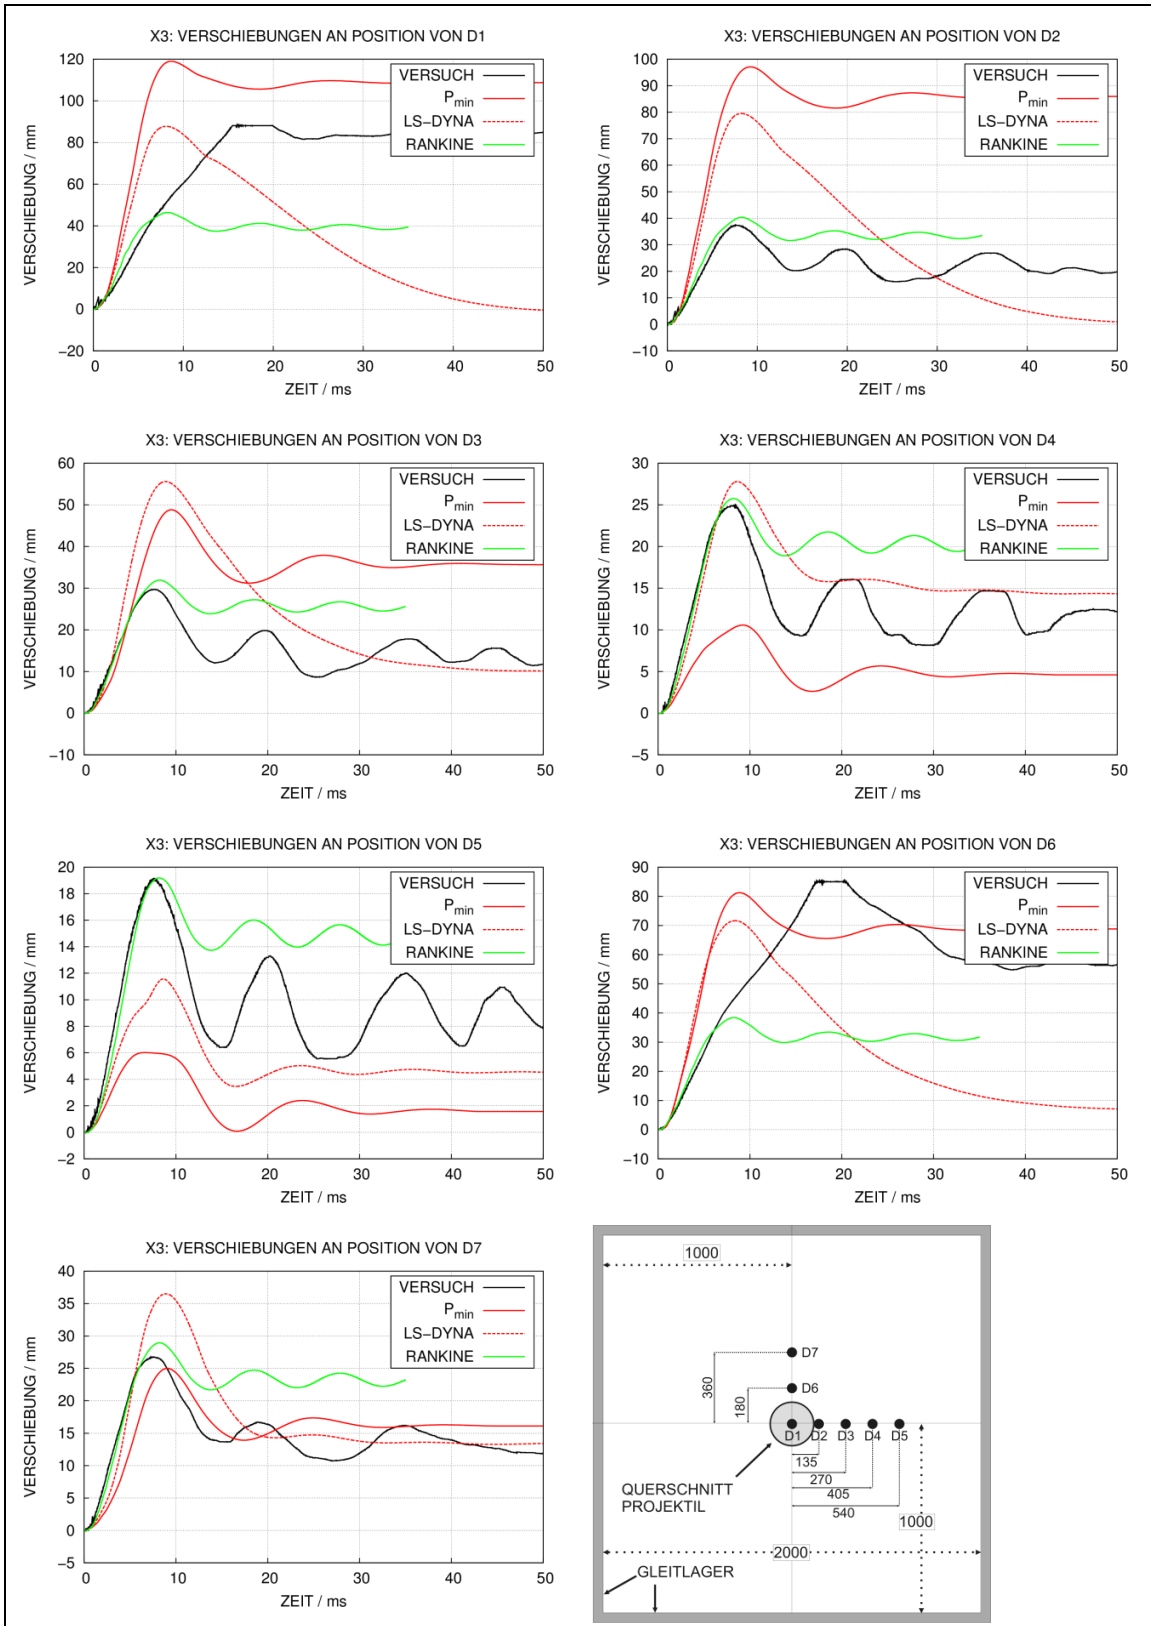 X3: VERSCHIEBUNGEN AN POSITION VON D1
VERSCHIEBUNG / mm
120
100
80
60
40
20
0
−20
0 10 20 30 40 50
ZEIT / ms
VERSUCH
Pmin
LS−DYNA
RANKINE
X3: VERSCHIEBUNGEN AN POSITION VON D2
VERSCHIEBUNG / mm
100
90
80
70
60
50
40
30
20
10
0
−10
0 10 20 30 40 50
ZEIT / ms
VERSUCH
Pmin
LS−DYNA
RANKINE
X3: VERSCHIEBUNGEN AN POSITION VON D3
VERSCHIEBUNG / mm
60
50
40
30
20
10
0
−10
0 10 20 30 40 50
ZEIT / ms
VERSUCH
Pmin
LS−DYNA
RANKINE
X3: VERSCHIEBUNGEN AN POSITION VON D4
VERSCHIEBUNG / mm
30
25
20
15
10
5
0
−5
0 10 20 30 40 50
ZEIT / ms
VERSUCH
Pmin
LS−DYNA
RANKINE
X3: VERSCHIEBUNGEN AN POSITION VON D5
VERSCHIEBUNG / mm
20
18
16
14
12
10
8
6
4
2
0
−2
0 10 20 30 40 50
ZEIT / ms
VERSUCH
Pmin
LS−DYNA
RANKINE
X3: VERSCHIEBUNGEN AN POSITION VON D6
VERSCHIEBUNG / mm
90
80
70
60
50
40
30
20
10
0
−10
0 10 20 30 40 50
ZEIT / ms
VERSUCH
Pmin
LS−DYNA
RANKINE
X3: VERSCHIEBUNGEN AN POSITION VON D7
VERSCHIEBUNG / mm
40
35
30
25
20
15
10
5
0
−5
0 10 20 30 40 50
ZEIT / ms
VERSUCH
Pmin
LS−DYNA
RANKINE
1000
D7
360
D6
180
D1 D2 D3 D4 D5
135
270
405
540
QUERSCHNITT
PROJEKTIL
1000
2000
GLEITLAGER